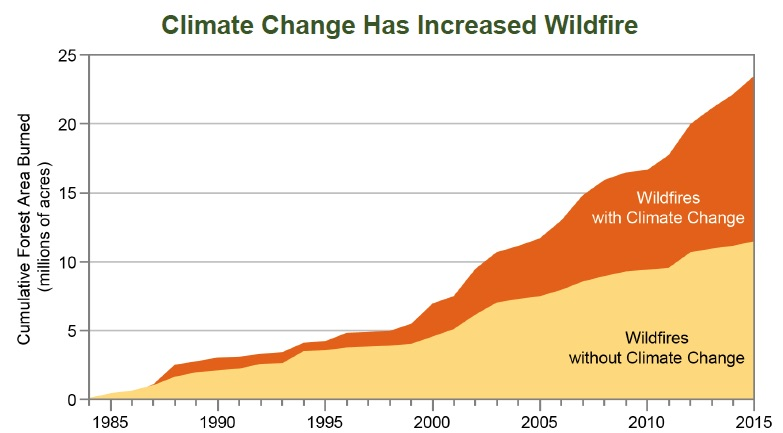 Climate Change Has Increased Wildfire
Cumulative Forest Area Burned
(millions of acres)
25
20
15
10
5
0
Wildfires
with Climate Change
Wildfires
without Climate Change
1985 1990 1995 2000 2005 2010 2015